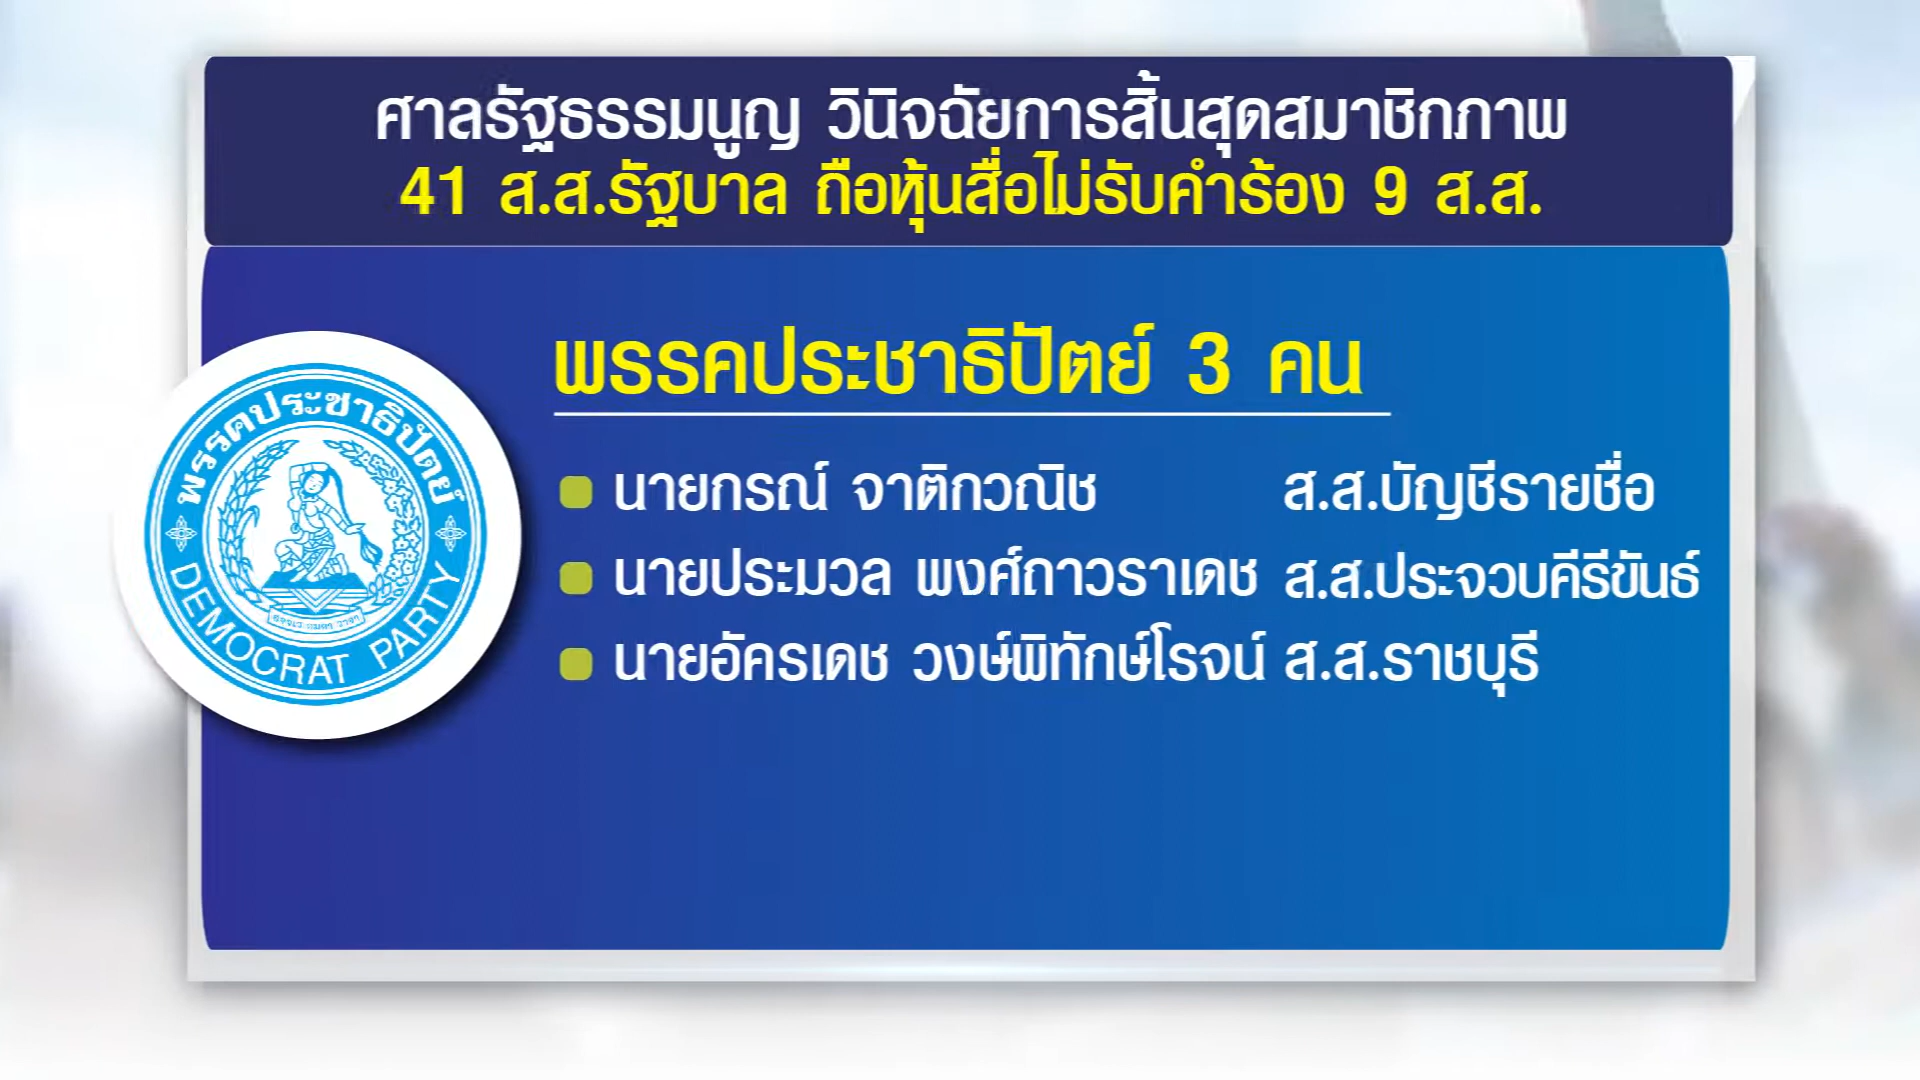 ศาลรัฐธรรมนูญ วินิจฉัยการสิ้นสุดสมาชิกภาพ
41 ส.ส.รัฐบาล ถือหุ้นสื่อไม่รับคำร้อง 9 ส.ส.
พรรคประชาธิปัตย์ 3 คน
นายกรณ์ จาติกวณิช ส.ส.บัญชีรายชื่อ
นายประมวล พงศ์ถาวราเดช ส.ส.ประจวบคีรีขันธ์
นายอัครเดช วงษ์พิทักษ์โรจน์ ส.ส.ราชบุรี
พรรคประชาธิปัตย์
DEMOCRAT PARTY